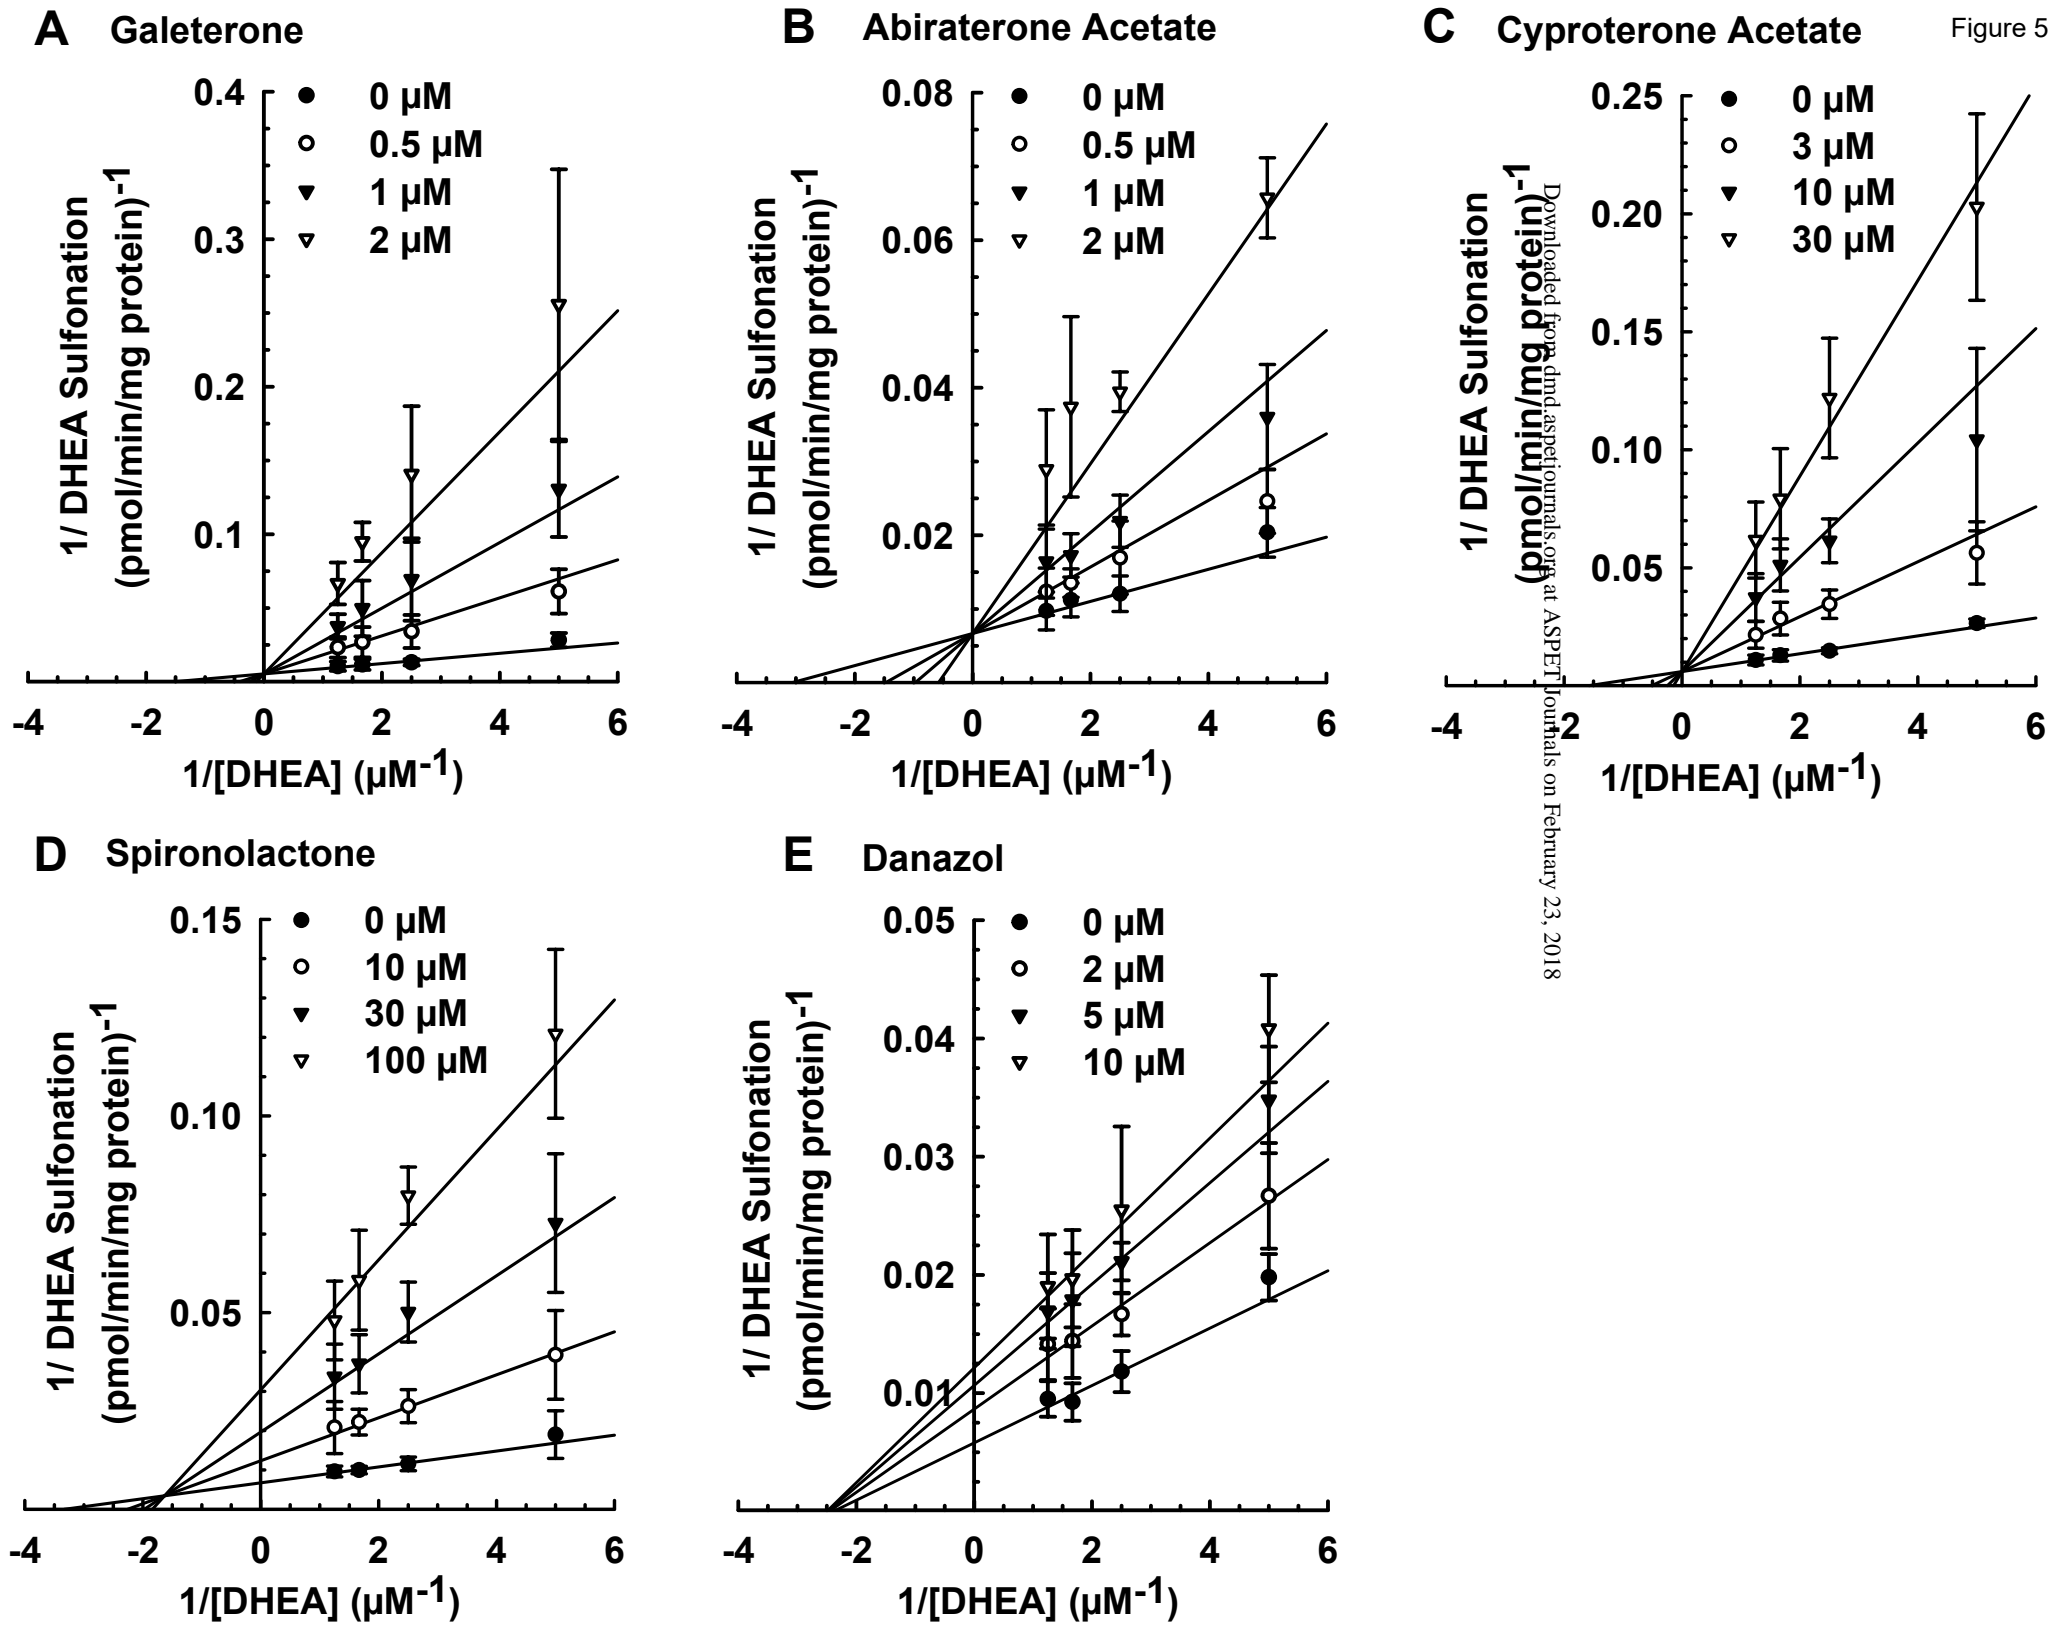 Figure 5
A Galeterone
0.4
0.3
0.2
0.1
0 µM
0.5 µM
1 µM
2 µM
1/ DHEA Sulfonation
(pmol/min/mg protein)-1
-4 -2 0 2 4 6
1/[DHEA] (µM-1)
B Abiraterone Acetate
0.08
0.06
0.04
0.02
0 µM
0.5 µM
1 µM
2 µM
1/ DHEA Sulfonation
(pmol/min/mg protein)-1
-4 -2 0 2 4 6
1/[DHEA] (µM-1)
C Cyproterone Acetate
0.25
0.20
0.15
0.10
0.05
0 µM
3 µM
10 µM
30 µM
1/ DHEA Sulfonation
(pmol/min/mg protein)-1
-4 -2 0 2 4 6
1/[DHEA] (µM-1)
Downloaded from dmd.aspetjournals.org at ASPET Journals on February 23, 2018
D Spironolactone
0.15
0.10
0.05
0 µM
10 µM
30 µM
100 µM
1/ DHEA Sulfonation
(pmol/min/mg protein)-1
-4 -2 0 2 4 6
1/[DHEA] (µM-1)
E Danazol
0.05
0.04
0.03
0.02
0.01
0 µM
2 µM
5 µM
10 µM
1/ DHEA Sulfonation
(pmol/min/mg protein)-1
-4 -2 0 2 4 6
1/[DHEA] (µM-1)